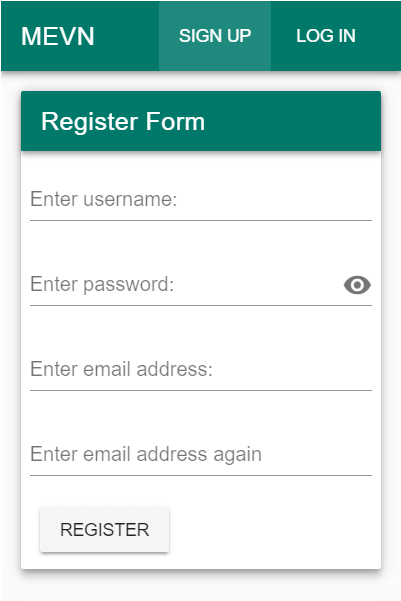 MEVN SIGN UP LOG IN
Register Form
Enter username:
Enter password:
Enter email address:
Enter email address again
REGISTER